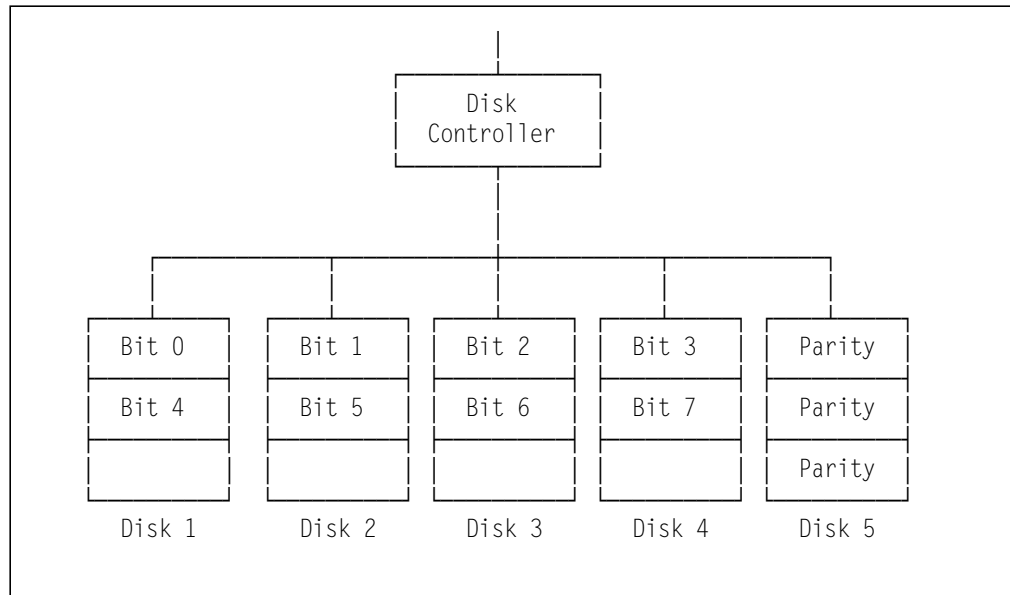 Disk
Controller
Bit 0 Bit 1 Bit 2 Bit 3 Parity
Bit 4 Bit 5 Bit 6 Bit 7 Parity
Parity
Disk 1 Disk 2 Disk 3 Disk 4 Disk 5